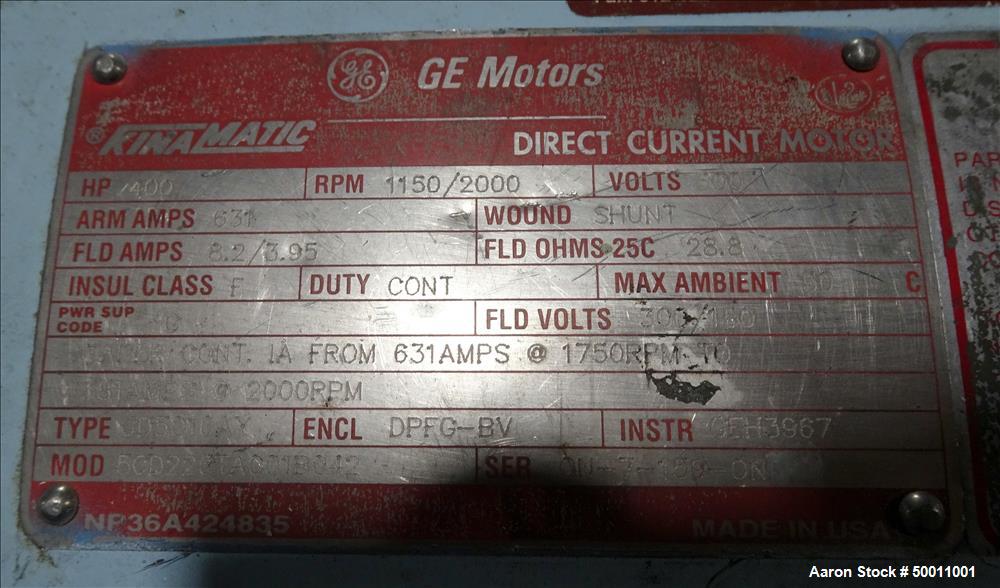 GE GE Motors
® KINAMATIC
DIRECT CURRENT MOTOR
HP 400 RPM 1150/2000 VOLTS
ARM AMPS 631 WOUND SHUNT
FLD AMPS 8.2/3.95 FLD OHMS 25C 28.8
INSUL CLASS F DUTY CONT MAX AMBIENT C
PWR SUP CODE FLD VOLTS
CONT. IA FROM 631AMPS @ 1750RPM TO
@ 2000RPM
TYPE ENCL DPFG-BV INSTR GEH3967
MOD SER
NP36A424835 MADE IN U.S.A.
Aaron Stock # 50011001